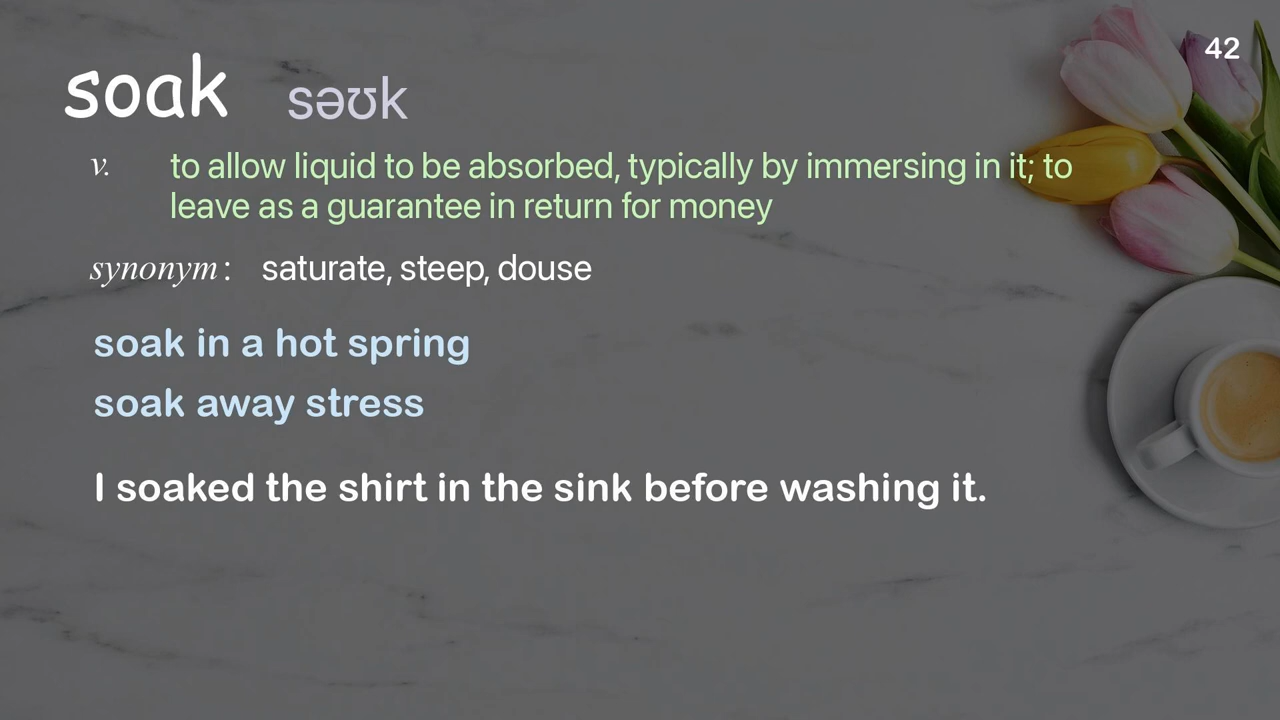 42
soak səʊk
v. to allow liquid to be absorbed, typically by immersing in it; to
leave as a guarantee in return for money
synonym: saturate, steep, douse
soak in a hot spring
soak away stress
I soaked the shirt in the sink before washing it.